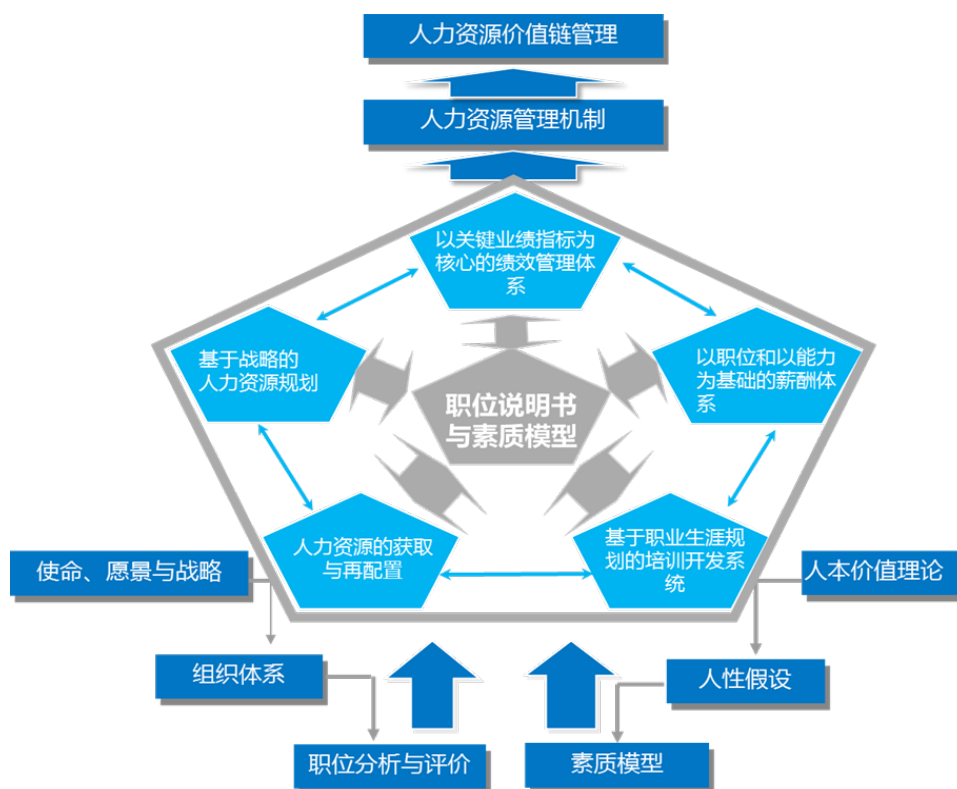 人力资源价值链管理
人力资源管理机制
以关键业绩指标为
核心的绩效管理体
系
基于战略的
人力资源规划
以职位和以能力
为基础的薪酬体
系
职位说明书
与素质模型
人力资源的获取
与再配置
基于职业生涯规
划的培训开发系
统
使命、愿景与战略
人本价值理论
组织体系
人性假设
职位分析与评价
素质模型